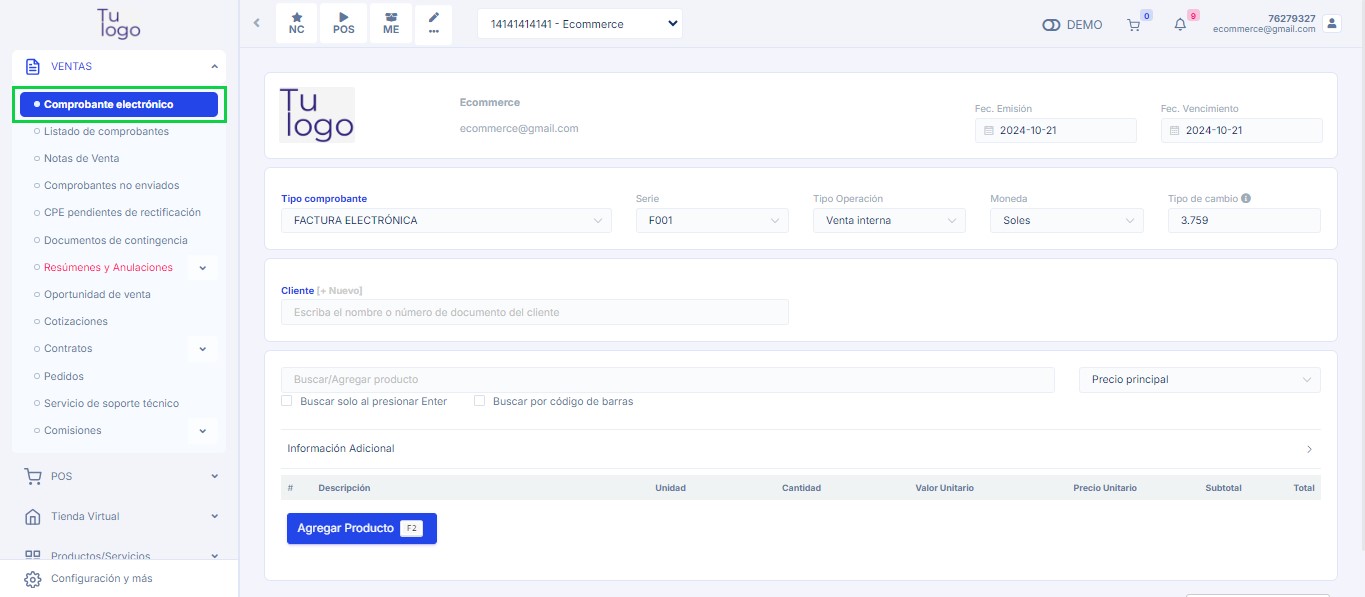 Tu
logo
VENTAS
Comprobante electrónico
Listado de comprobantes
Notas de Venta
Comprobantes no enviados
CPE pendientes de rectificación
Documentos de contingencia
Resúmenes y Anulaciones
Oportunidad de venta
Cotizaciones
Contratos
Pedidos
Servicio de soporte técnico
Comisiones
POS
Tienda Virtual
Productos/Servicios
Configuración y más
NC
POS
ME
14141414141 - Ecommerce
DEMO
0
9
76279327
ecommerce@gmail.com
Tu
logo
Ecommerce
ecommerce@gmail.com
Fec. Emisión
2024-10-21
Fec. Vencimiento
2024-10-21
Tipo comprobante
FACTURA ELECTRÓNICA
Serie
F001
Tipo Operación
Venta interna
Moneda
Soles
Tipo de cambio
3.759
Cliente [+ Nuevo]
Escriba el nombre o número de documento del cliente
Buscar/Agregar producto
Precio principal
Buscar solo al presionar Enter
Buscar por código de barras
Información Adicional
# Descripción Unidad Cantidad Valor Unitario Precio Unitario Subtotal Total
Agregar Producto F2